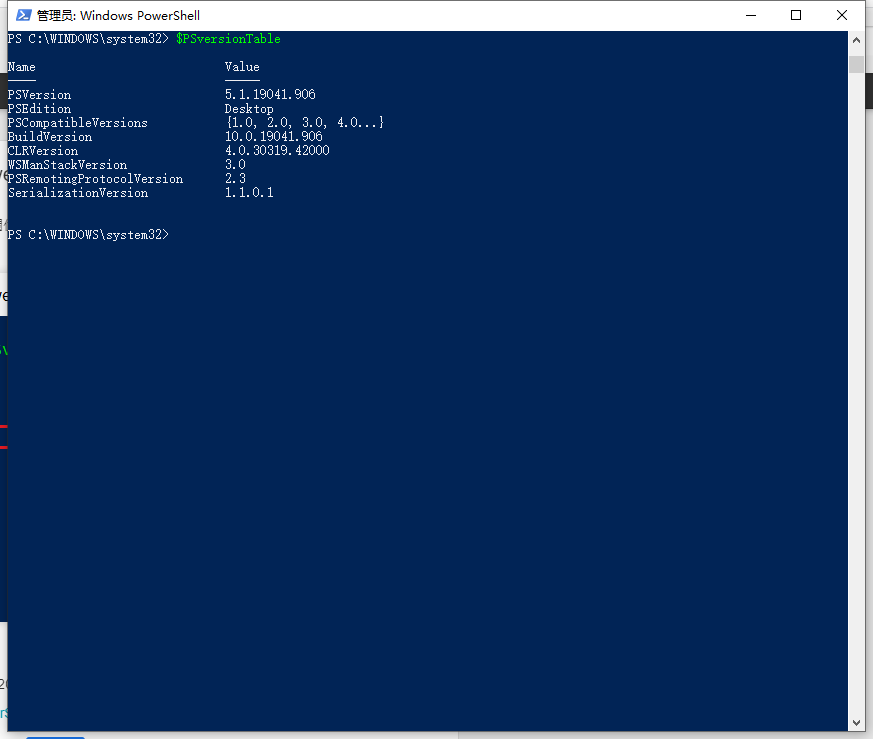 管理员: Windows PowerShell
PS C:\WINDOWS\system32> $PSversionTable
Name Value
---- -----
PSVersion 5.1.19041.906
PSEdition Desktop
PSCompatibleVersions {1.0, 2.0, 3.0, 4.0...}
BuildVersion 10.0.19041.906
CLRVersion 4.0.30319.42000
WSManStackVersion 3.0
PSRemotingProtocolVersion 2.3
SerializationVersion 1.1.0.1
PS C:\WINDOWS\system32>